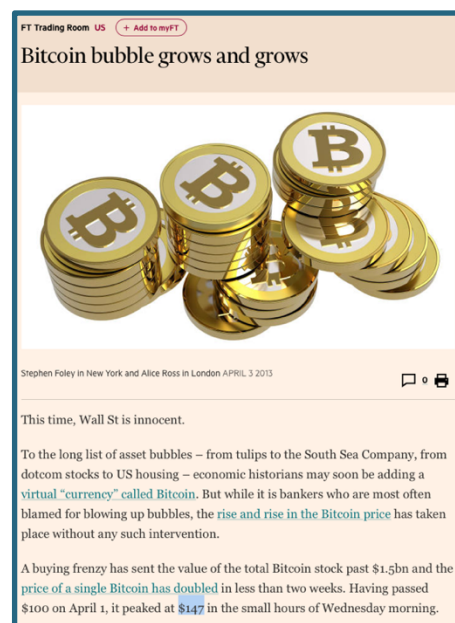 FT Trading Room US + Add to myFT
Bitcoin bubble grows and grows
Stephen Foley in New York and Alice Ross in London APRIL 3 2013
0
This time, Wall St is innocent.
To the long list of asset bubbles – from tulips to the South Sea Company, from
dotcom stocks to US housing – economic historians may soon be adding a
virtual “currency” called Bitcoin. But while it is bankers who are most often
blamed for blowing up bubbles, the rise and rise in the Bitcoin price has taken
place without any such intervention.
A buying frenzy has sent the value of the total Bitcoin stock past $1.5bn and the
price of a single Bitcoin has doubled in less than two weeks. Having passed
$100 on April 1, it peaked at $147 in the small hours of Wednesday morning.